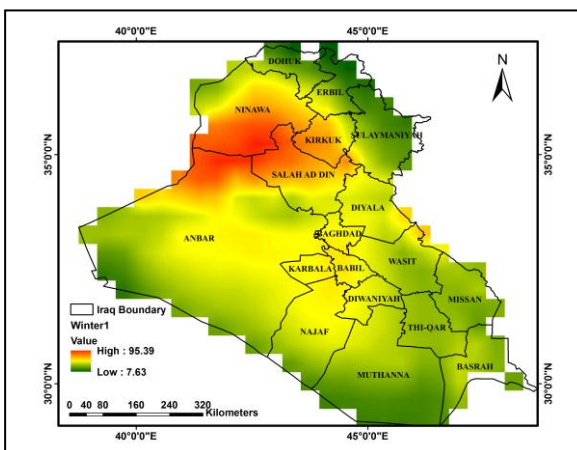 40°0'0"E 45°0'0"E
N
DOHUK
ERBIL
NINAWA
SULAYMANIYAH
KIRKUK
35°0'0"N 35°0'0"N
SALAH AD DIN
DIYALA
ANBAR
BAGHDAD
WASIT
KARBALA
BABIL
MISSAN
DIWANIYAH
THI-QAR
NAJAF
BASRAH
MUTHANNA
Iraq Boundary
Winter1
Value
High : 95.39
Low : 7.63
30°0'0"N 30°0'0"N
0 40 80 160 240 320
Kilometers
40°0'0"E 45°0'0"E